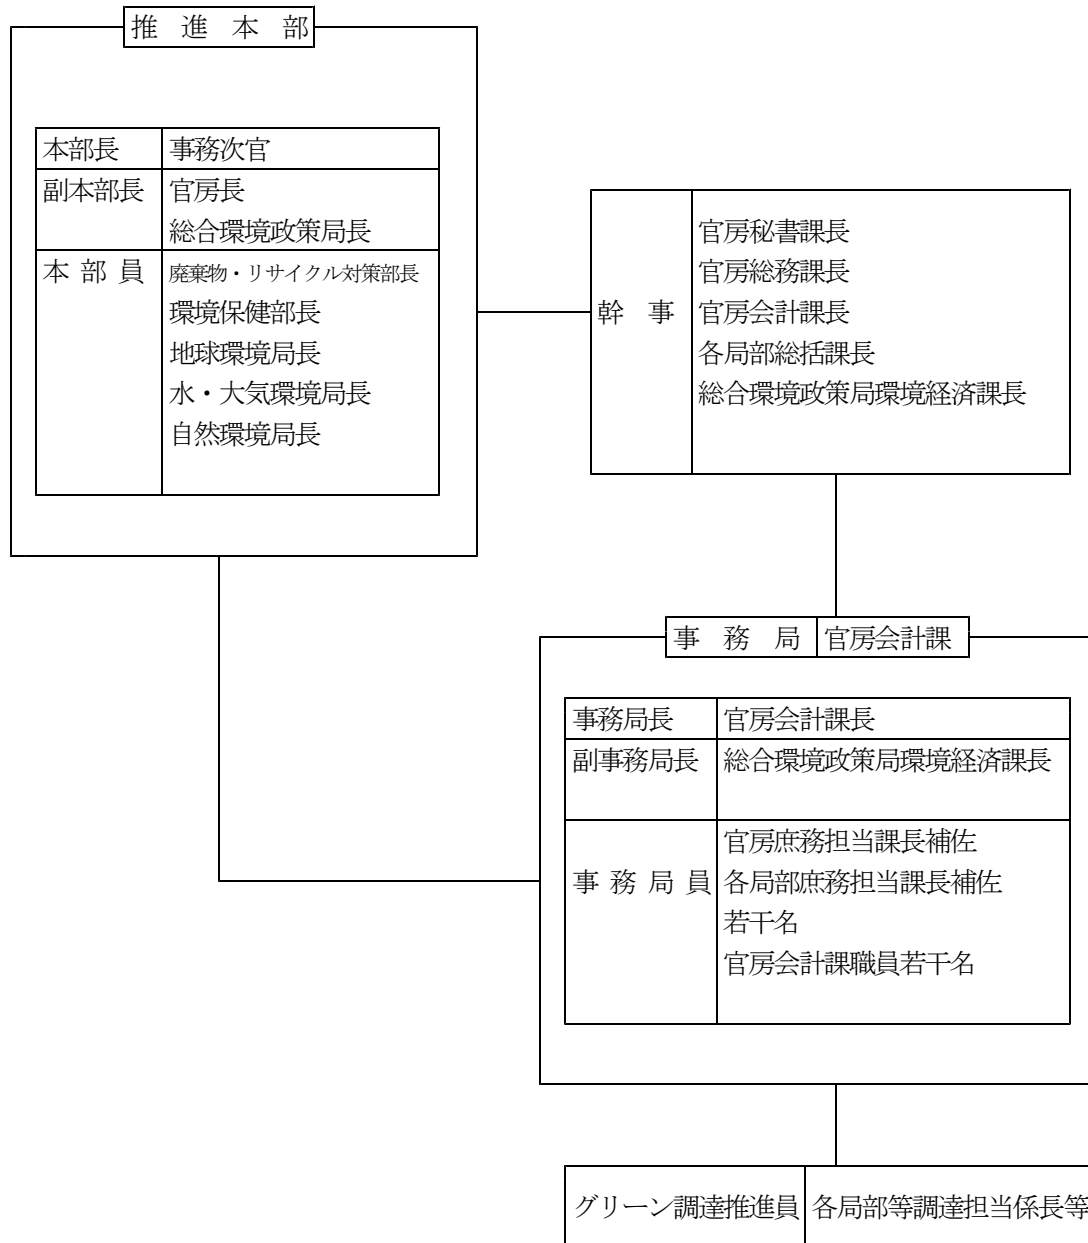 推進本部
本部長 事務次官
副本部長 官房長
総合環境政策局長
本部員 廃棄物・リサイクル対策部長
環境保健部長
地球環境局長
水・大気環境局長
自然環境局長
官房秘書課長
官房総務課長
幹事 官房会計課長
各局部総括課長
総合環境政策局環境経済課長
事務局 官房会計課
事務局長 官房会計課長
副事務局長 総合環境政策局環境経済課長
官房庶務担当課長補佐
事務局員 各局部庶務担当課長補佐
若干名
官房会計課職員若干名
グリーン調達推進員 各局部等調達担当係長等